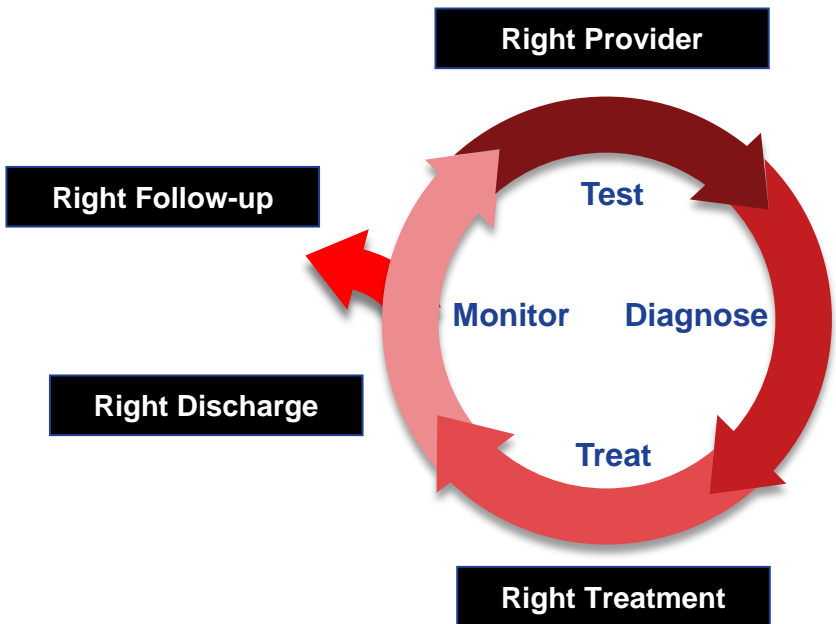 Right Provider
Test
Right Follow-up
Monitor
Diagnose
Right Discharge
Treat
Right Treatment